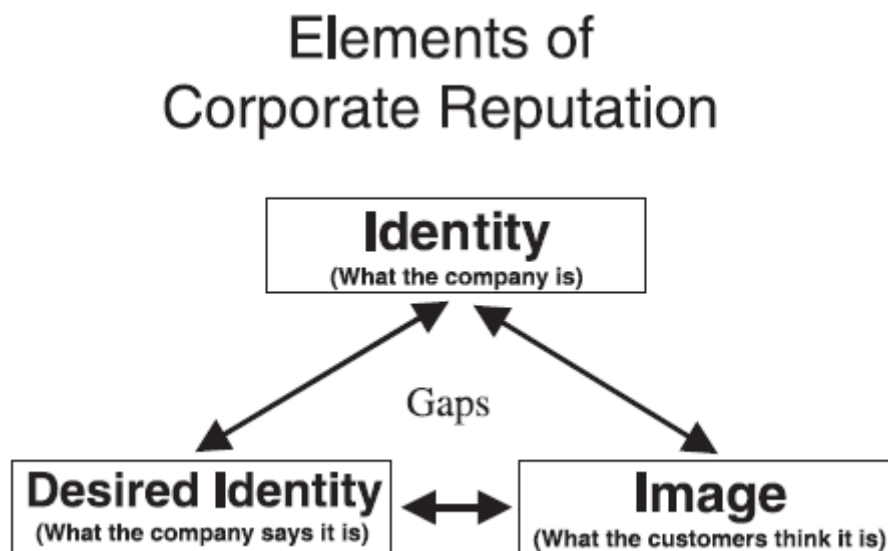 Elements of
Corporate Reputation
Identity
(What the company is)
Gaps
Desired Identity
(What the company says it is)
Image
(What the customers think it is)